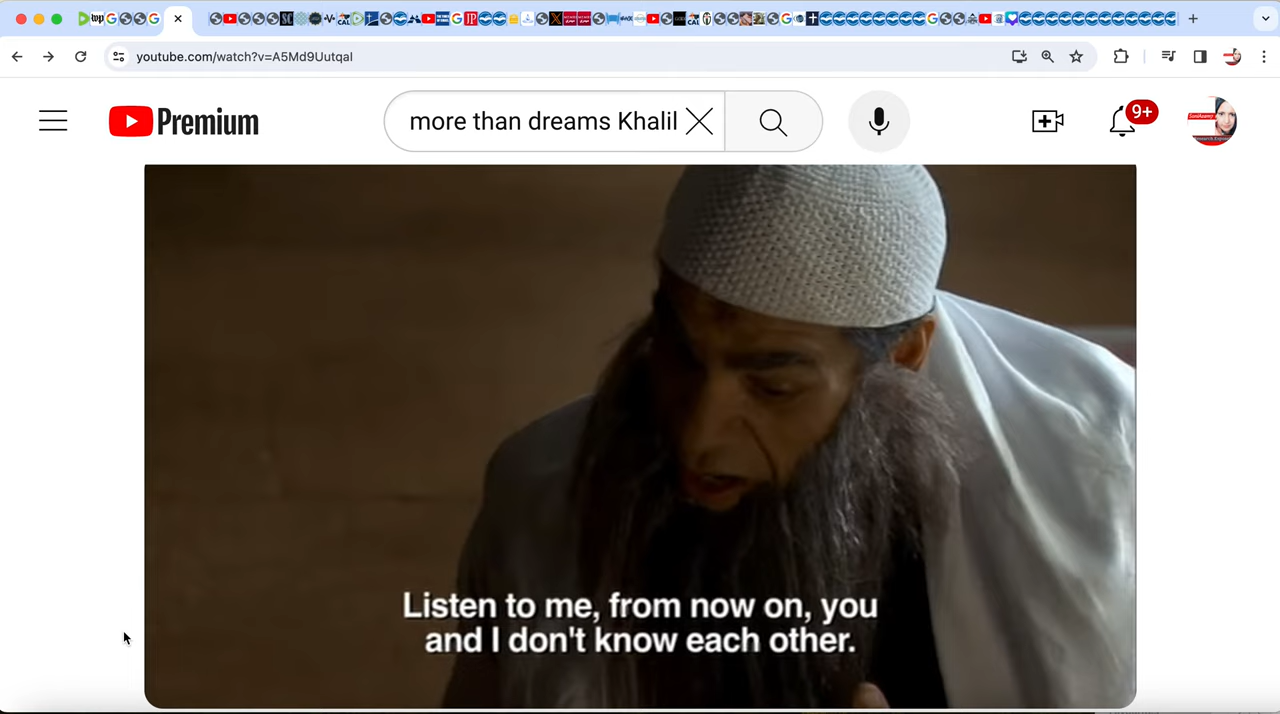 youtube.com/watch?v=A5Md9UutqaI
Premium
more than dreams Khalil
9+
Listen to me, from now on, you
and I don't know each other.